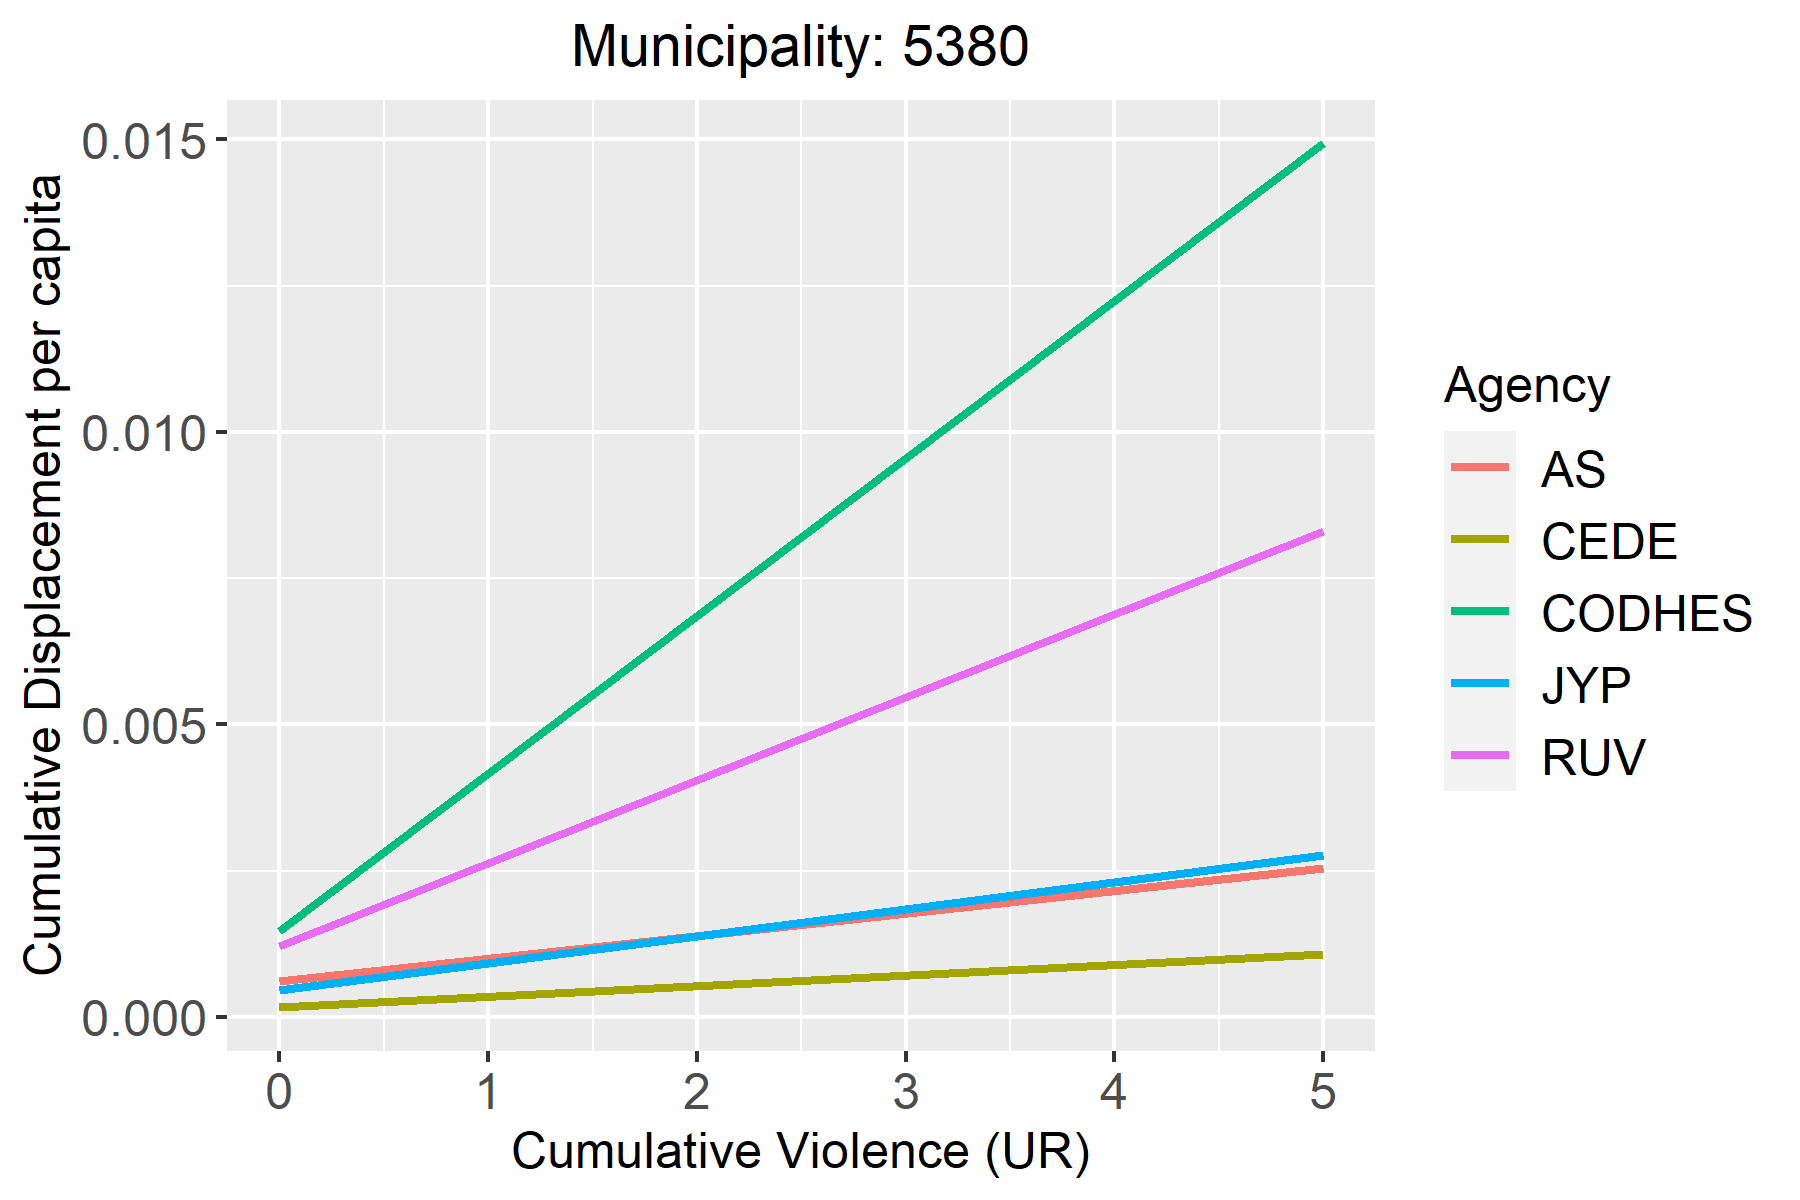 Municipality: 5380
Cumulative Displacement per capita
0.015
0.010
0.005
0.000
0 1 2 3 4 5
Cumulative Violence (UR)
Agency
AS
CEDE
CODHES
JYP
RUV